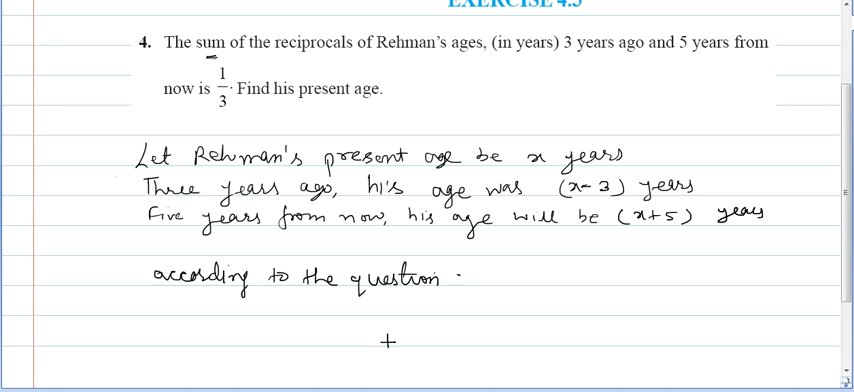 EXERCISE 4.3
4. The sum of the reciprocals of Rehman's ages, (in years) 3 years ago and 5 years from
now is 1/3. Find his present age.
Let Rehman's present age be x years
Three years ago, his age was (x-3) years
Five years from now, his age will be (x+5) years
according to the question.
+